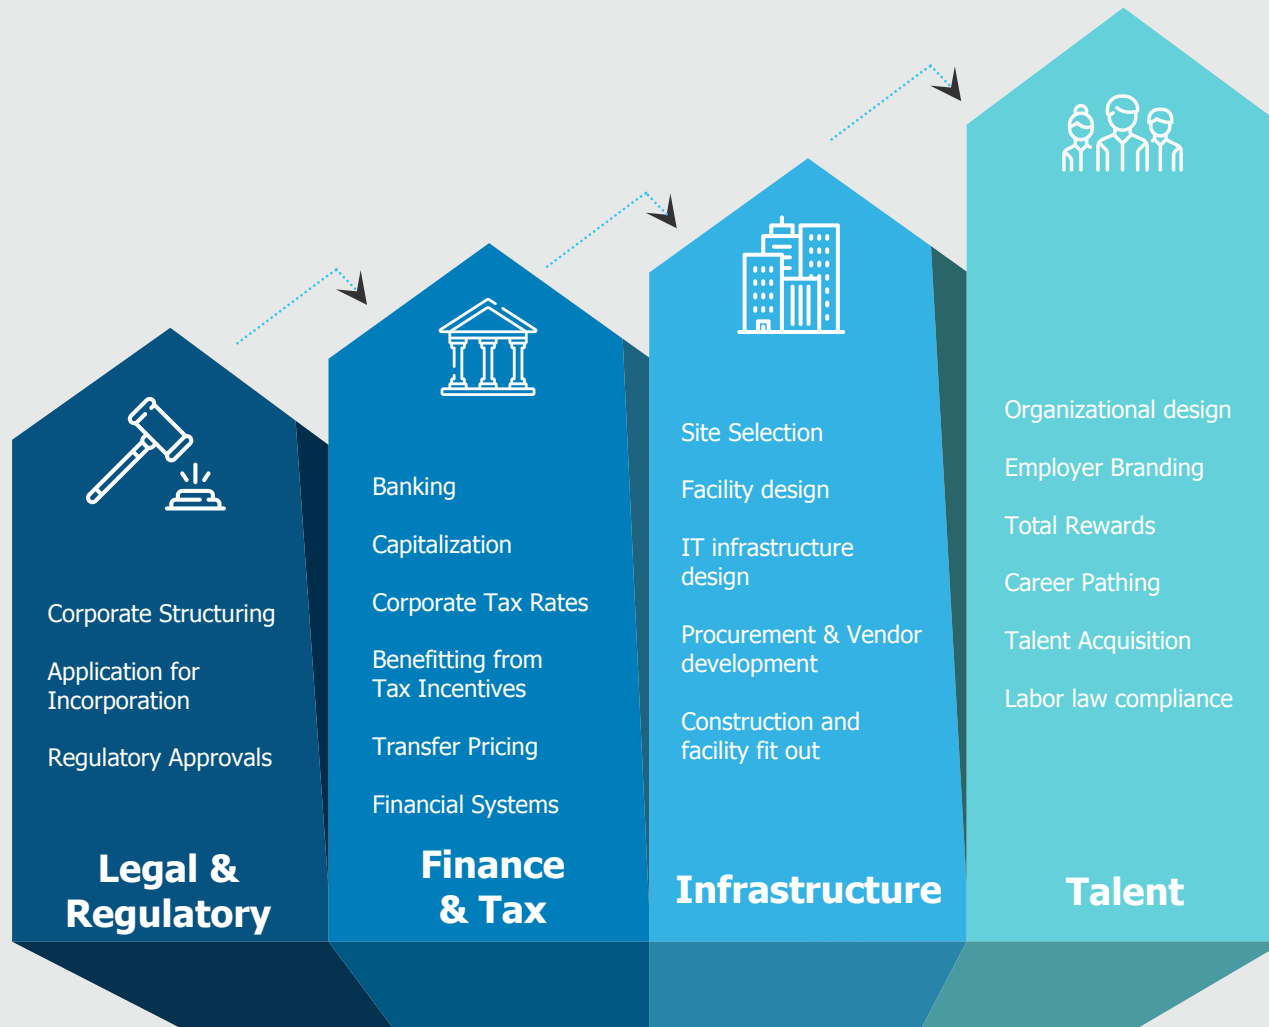 Corporate Structuring
Application for
Incorporation
Regulatory Approvals
Legal &
Regulatory
Banking
Capitalization
Corporate Tax Rates
Benefitting from
Tax Incentives
Transfer Pricing
Financial Systems
Finance
& Tax
Site Selection
Facility design
IT infrastructure
design
Procurement & Vendor
development
Construction and
facility fit out
Infrastructure
Organizational design
Employer Branding
Total Rewards
Career Pathing
Talent Acquisition
Labor law compliance
Talent